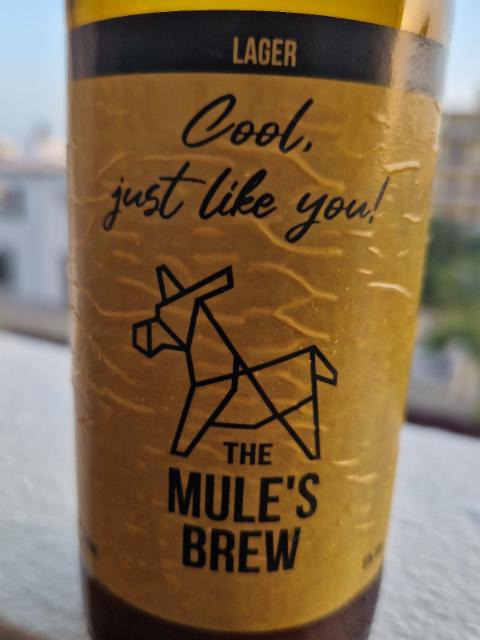 LAGER
Cool,
just like you!
THE
MULE'S
BREW